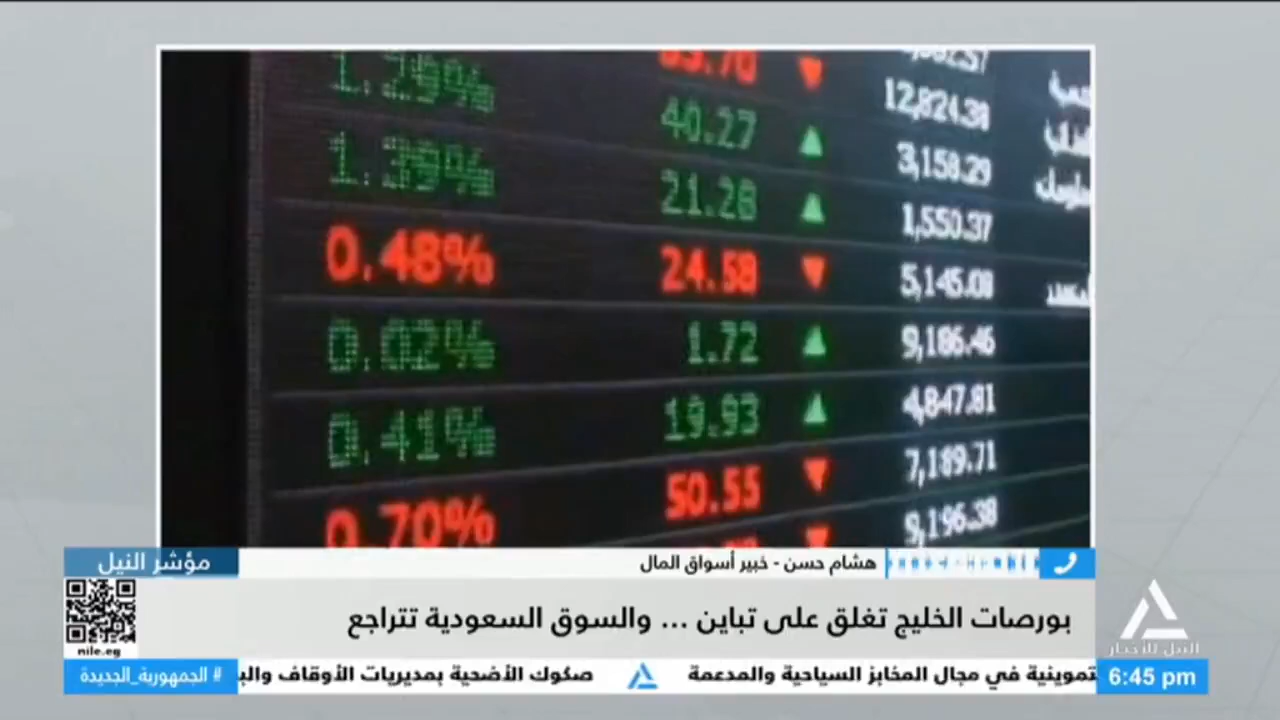 1.29% 63.70 ▼
40.27 ▲ 12,824.38
1.39% 21.28 ▲ 3,158.29
0.48% 24.58 ▼ 1,550.37
5,145.08
0.02% 1.72 ▲ 9,186.46
0.41% 19.93 ▲ 4,847.81
0.70% 50.55 ▼ 7,189.71
9,196.38
مؤشر النيل
هشام حسن - خبير أسواق المال
بورصات الخليج تغلق على تباين ... والسوق السعودية تتراجع
nile.eg
النيل للأخبار
# الجمهورية_الجديدة
تموينية في مجال المخابز السياحية والمدعمة
صكوك الأضحية بمديريات الأوقاف والب
6:45 pm